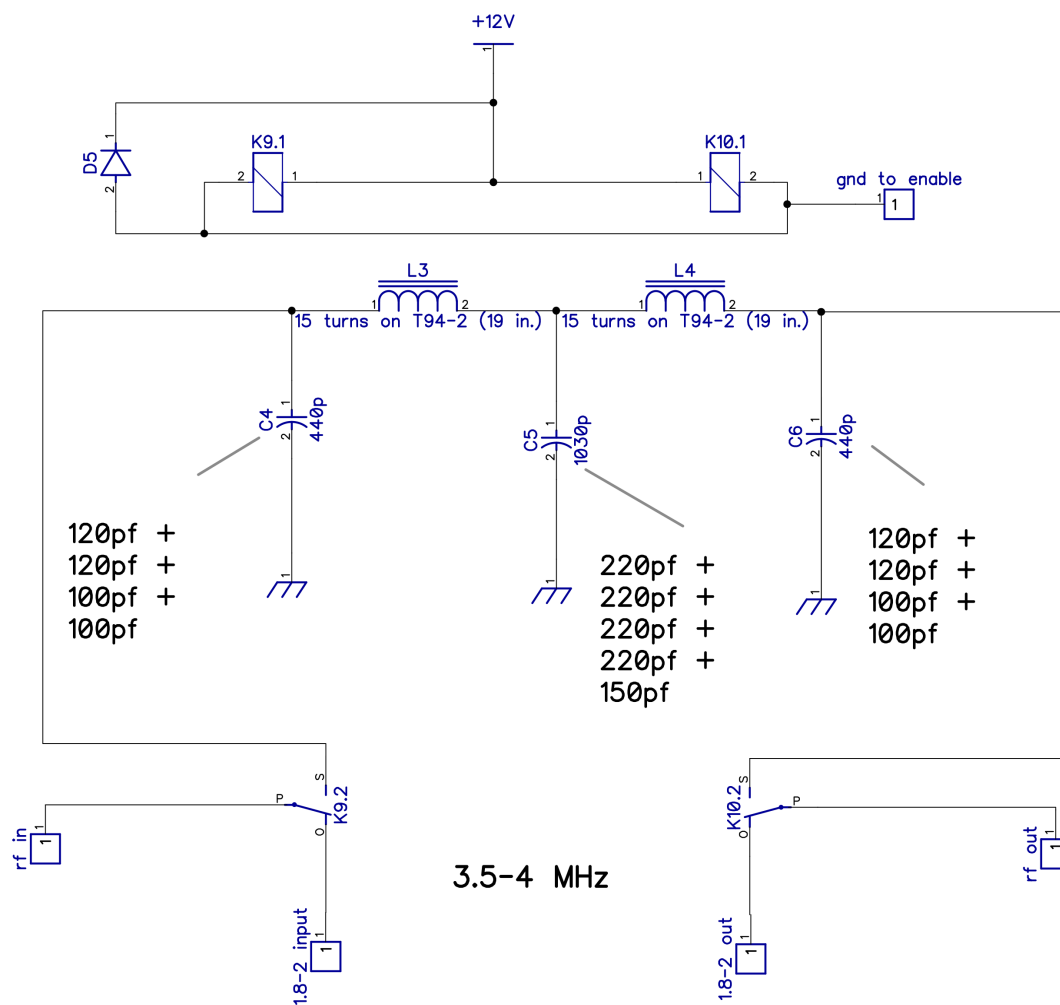 +12V
1
1
D5
2
K9.1
2
1
K10.1
1
2
gnd to enable
1
1
L3
1
2
15 turns on T94-2 (19 in.)
L4
1
2
15 turns on T94-2 (19 in.)
1
C4
440p
2
1
1
C5
1030p
2
1
1
C6
440p
2
1
120pf +
120pf +
100pf +
100pf
220pf +
220pf +
220pf +
220pf +
150pf
120pf +
120pf +
100pf +
100pf
S
P
K9.2
O
1
1
rf in
1
1
1.8-2 input
3.5-4 MHz
S
P
K10.2
O
1
1
rf out
1
1
1.8-2 out